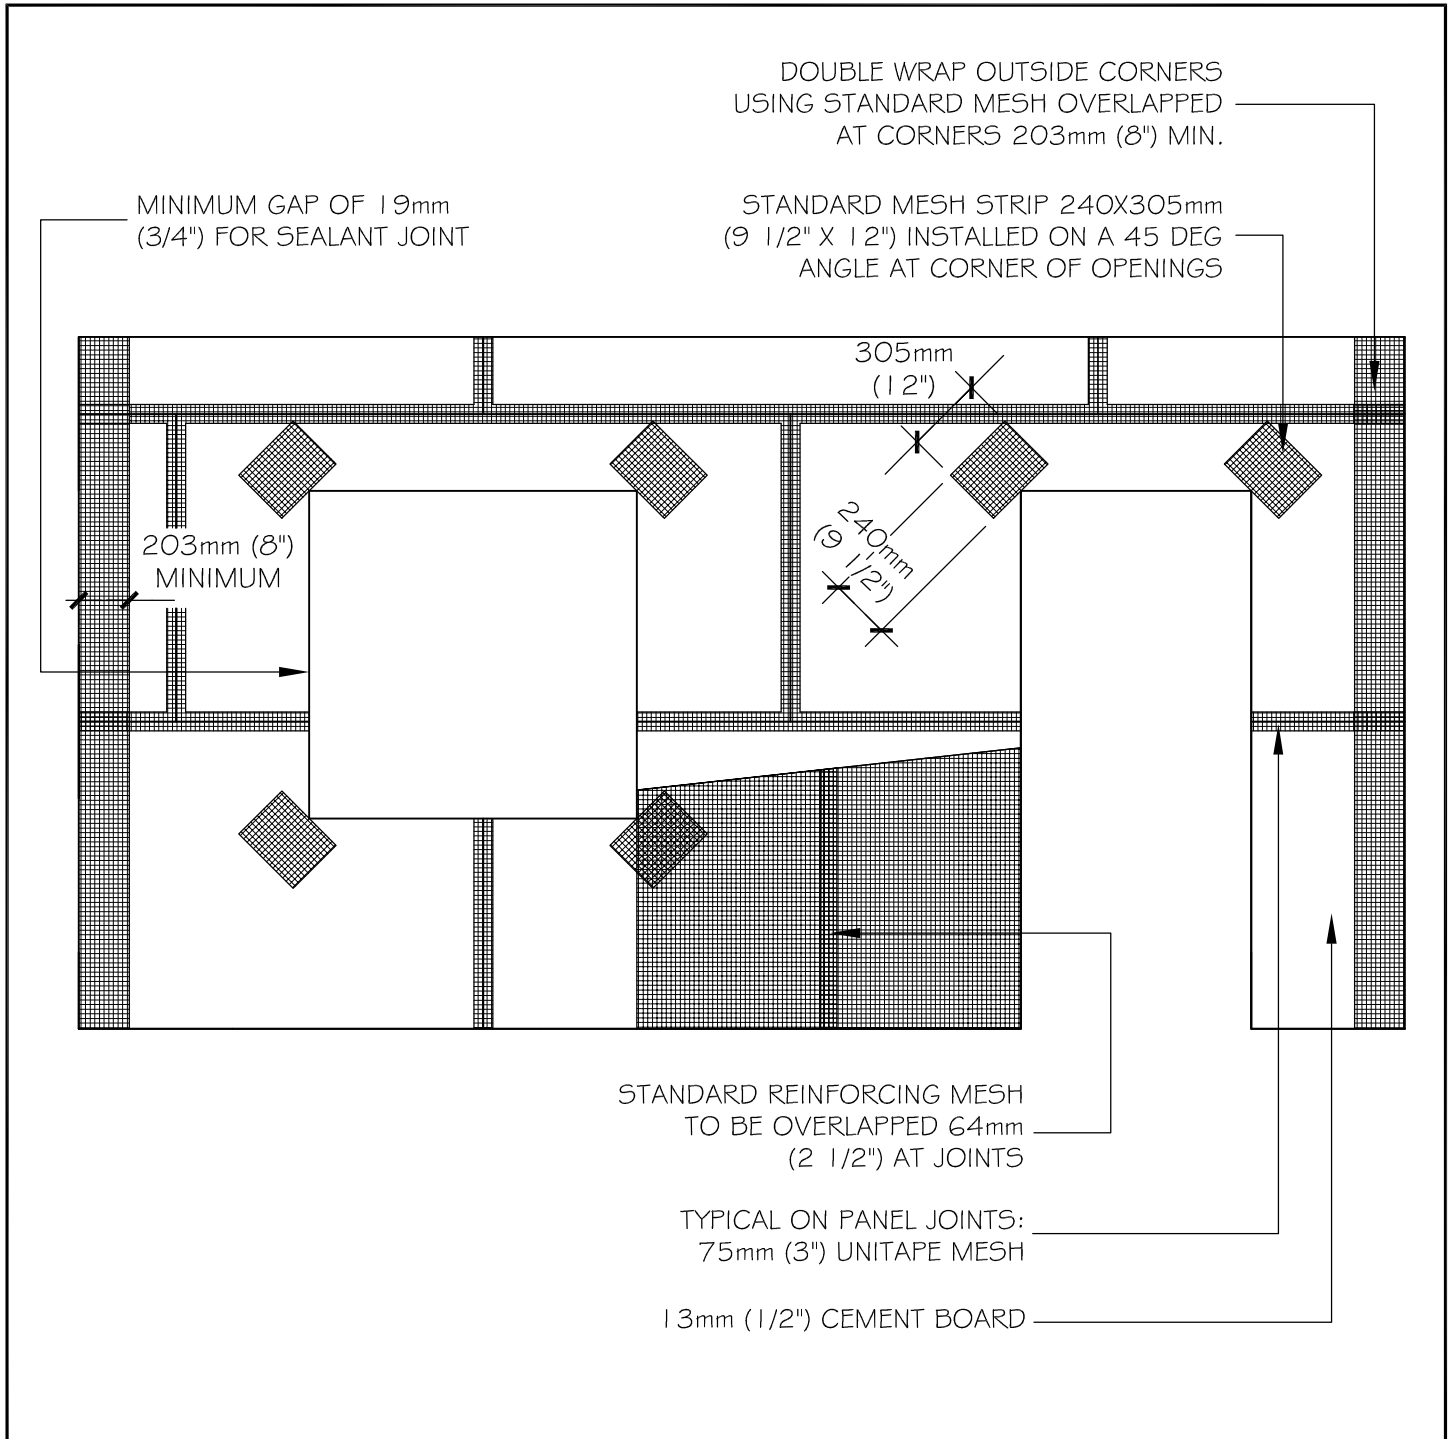 DOUBLE WRAP OUTSIDE CORNERS
USING STANDARD MESH OVERLAPPED
AT CORNERS 203mm (8") MIN.
MINIMUM GAP OF 19mm
(3/4") FOR SEALANT JOINT
STANDARD MESH STRIP 240X305mm
(9 1/2" X 12") INSTALLED ON A 45 DEG
ANGLE AT CORNER OF OPENINGS
305mm
(12")
240mm
(9 1/2")
203mm (8")
MINIMUM
STANDARD REINFORCING MESH
TO BE OVERLAPPED 64mm
(2 1/2") AT JOINTS
TYPICAL ON PANEL JOINTS:
75mm (3") UNITAPE MESH
13mm (1/2") CEMENT BOARD